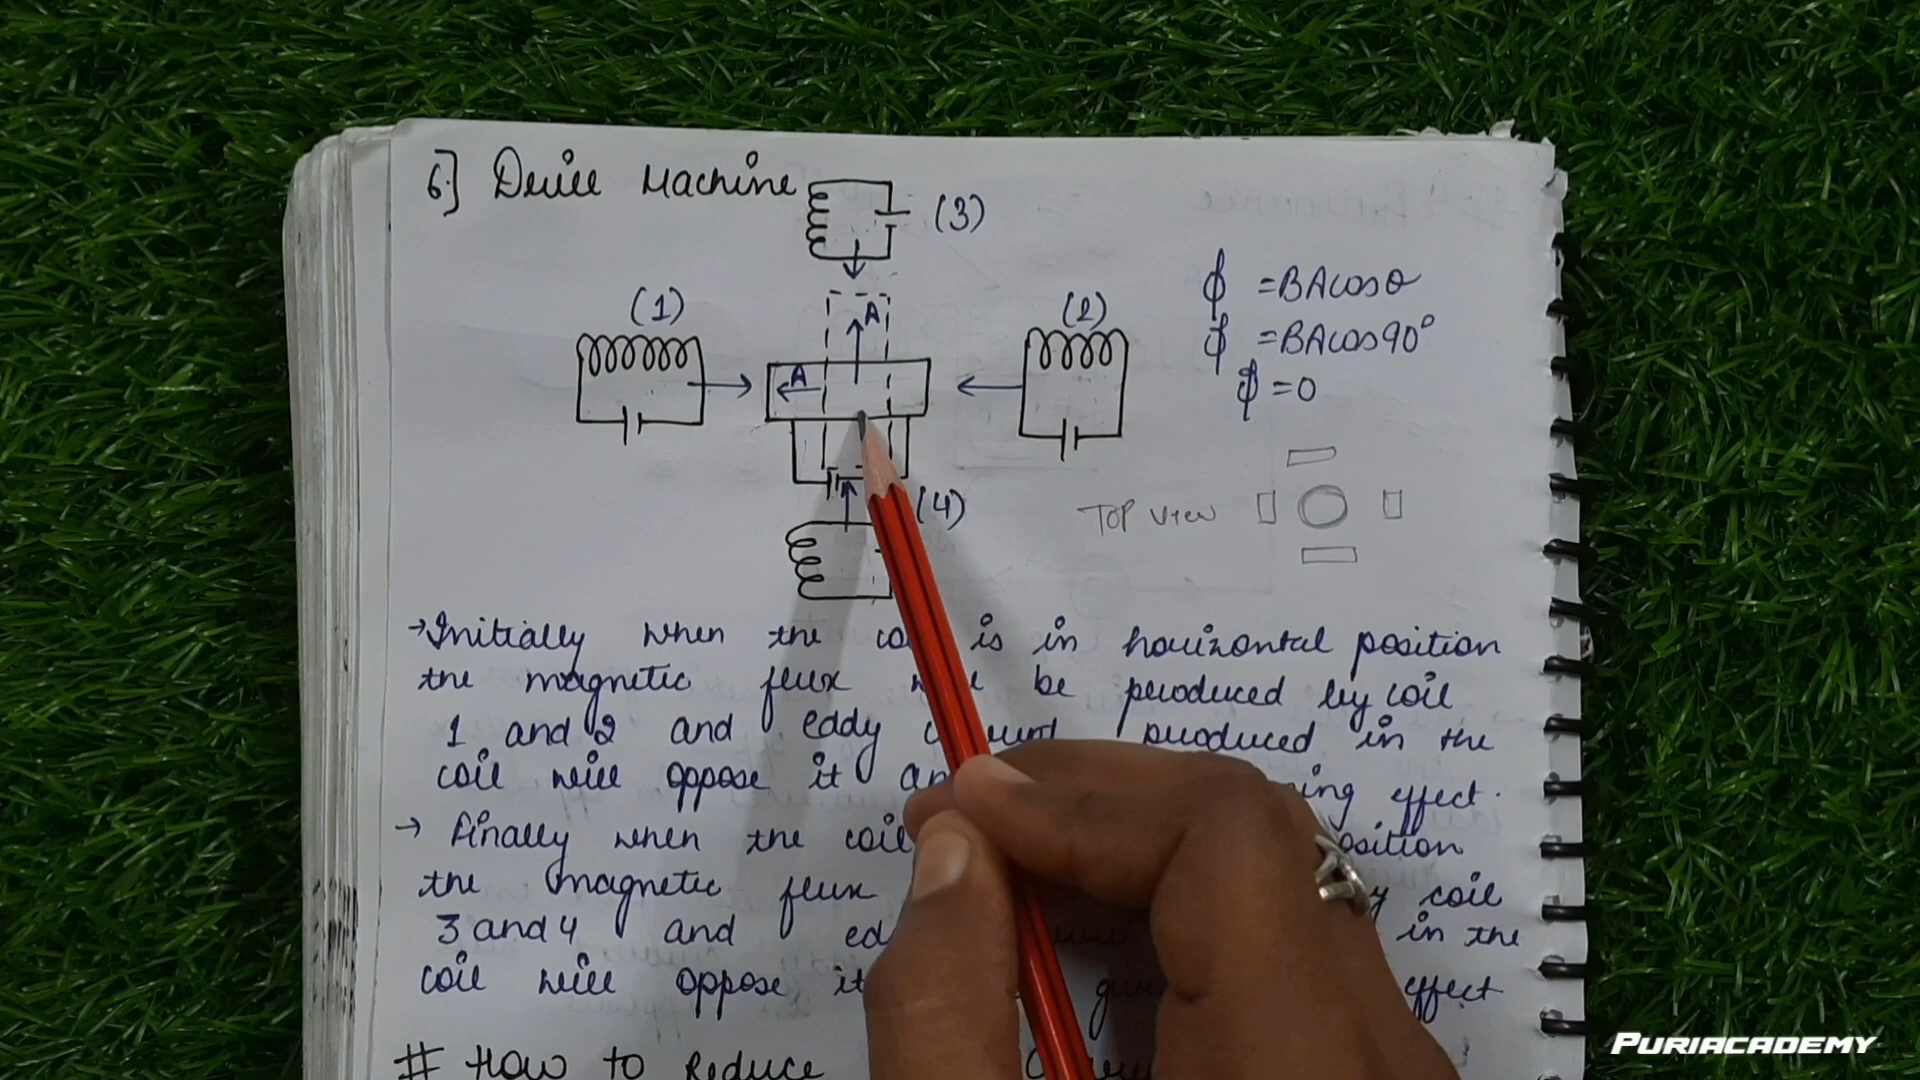 6.] Drill Machine
(3)
(1)
(2)
A
A
(4)
ϕ = BAcosθ
ϕ = BAcos90°
ϕ = 0
TOP view
→ Initially when the is in horizontal position
the magnetic flux be produced by coil
1 and 2 and eddy produced in the
coil will oppose it effect.
→ Finally when the coil
the magnetic flux coil
3 and 4 and in the
coil will oppose it effect
# How to Reduce
PURIACADEMY